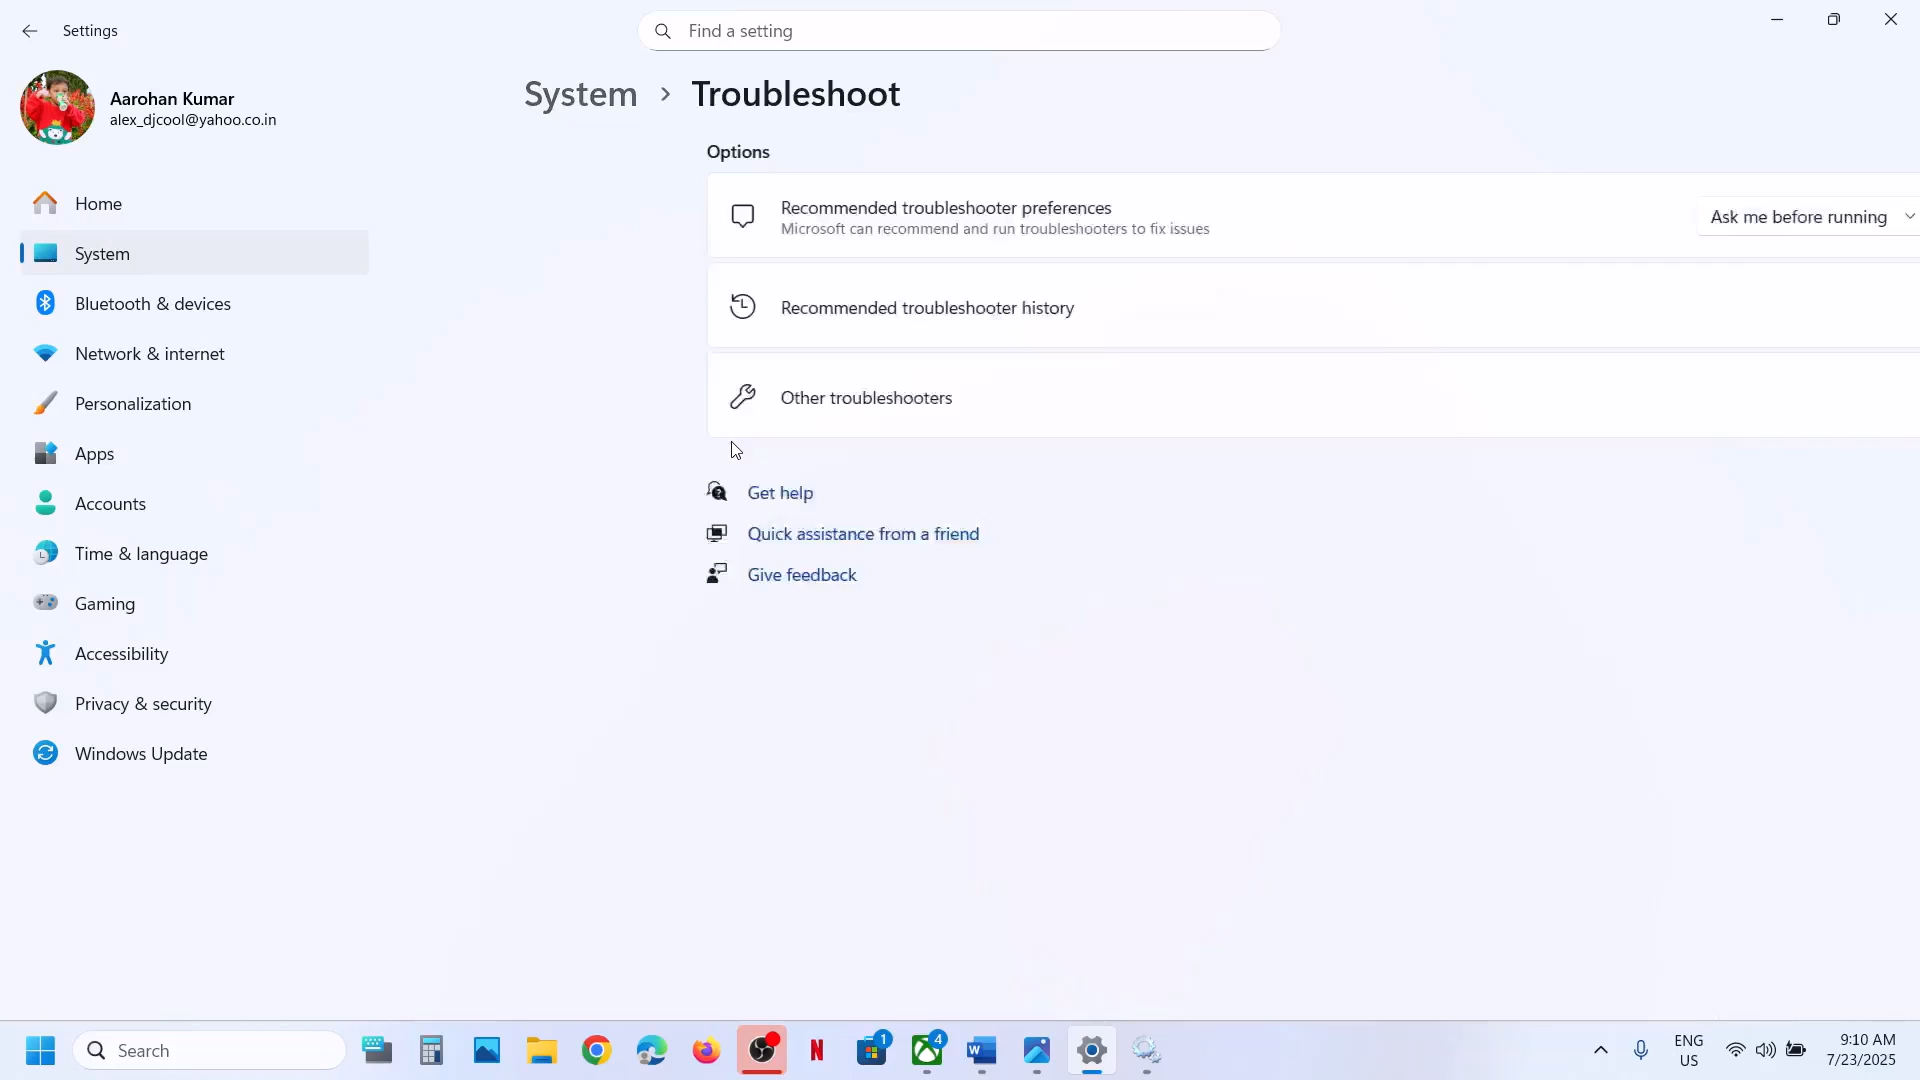 Settings
Find a setting
Aarohan Kumar
alex_djcool@yahoo.co.in
System > Troubleshoot
Home
System
Bluetooth & devices
Network & internet
Personalization
Apps
Accounts
Time & language
Gaming
Accessibility
Privacy & security
Windows Update
Options
Recommended troubleshooter preferences
Microsoft can recommend and run troubleshooters to fix issues
Ask me before running
Recommended troubleshooter history
Other troubleshooters
Get help
Quick assistance from a friend
Give feedback
Search
1
4
ENG
US
9:10 AM
7/23/2025